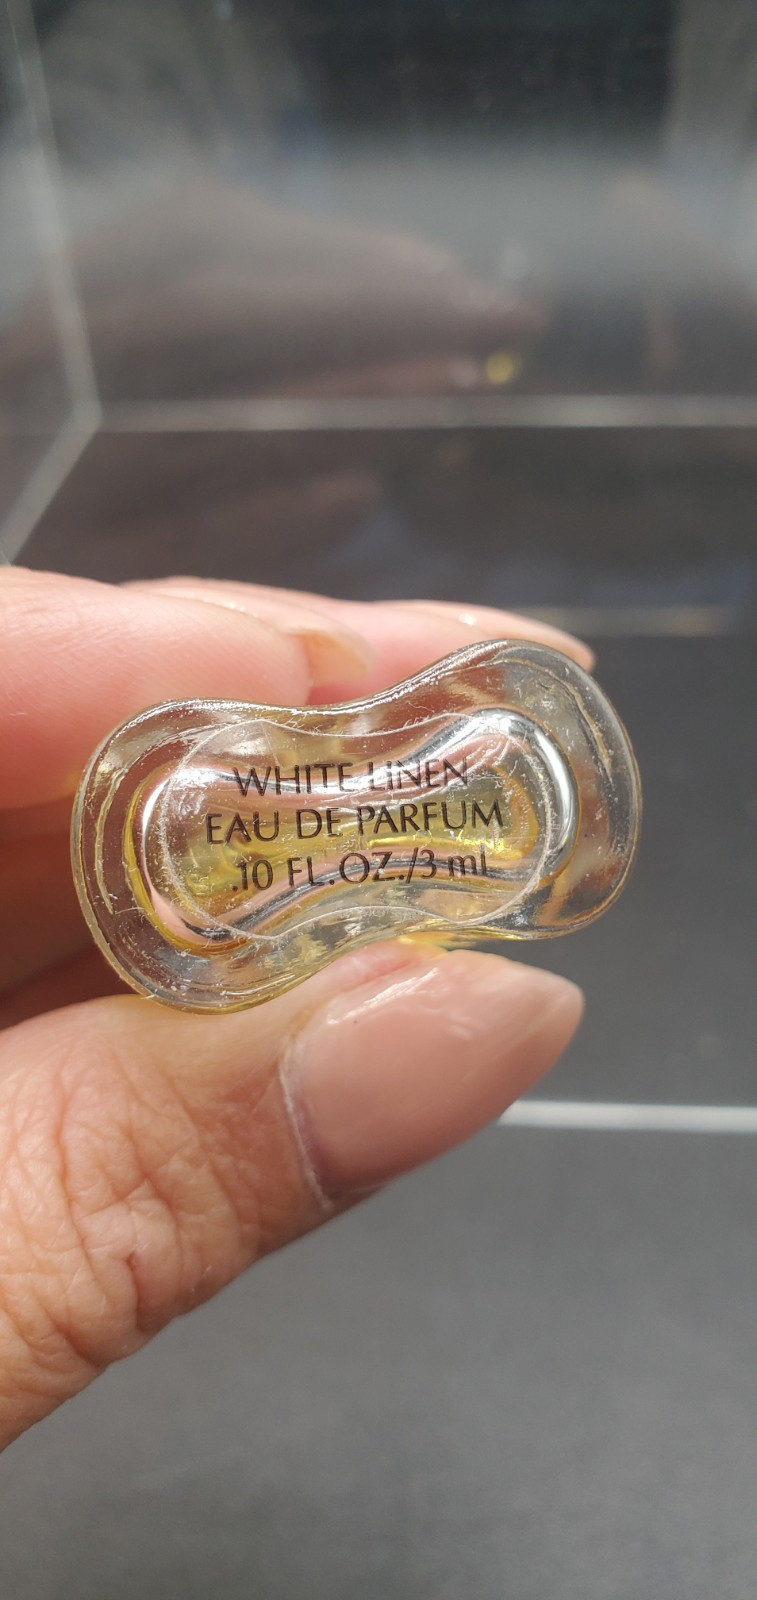 WHITE LINEN
EAU DE PARFUM
.10 FL.OZ./3 ml